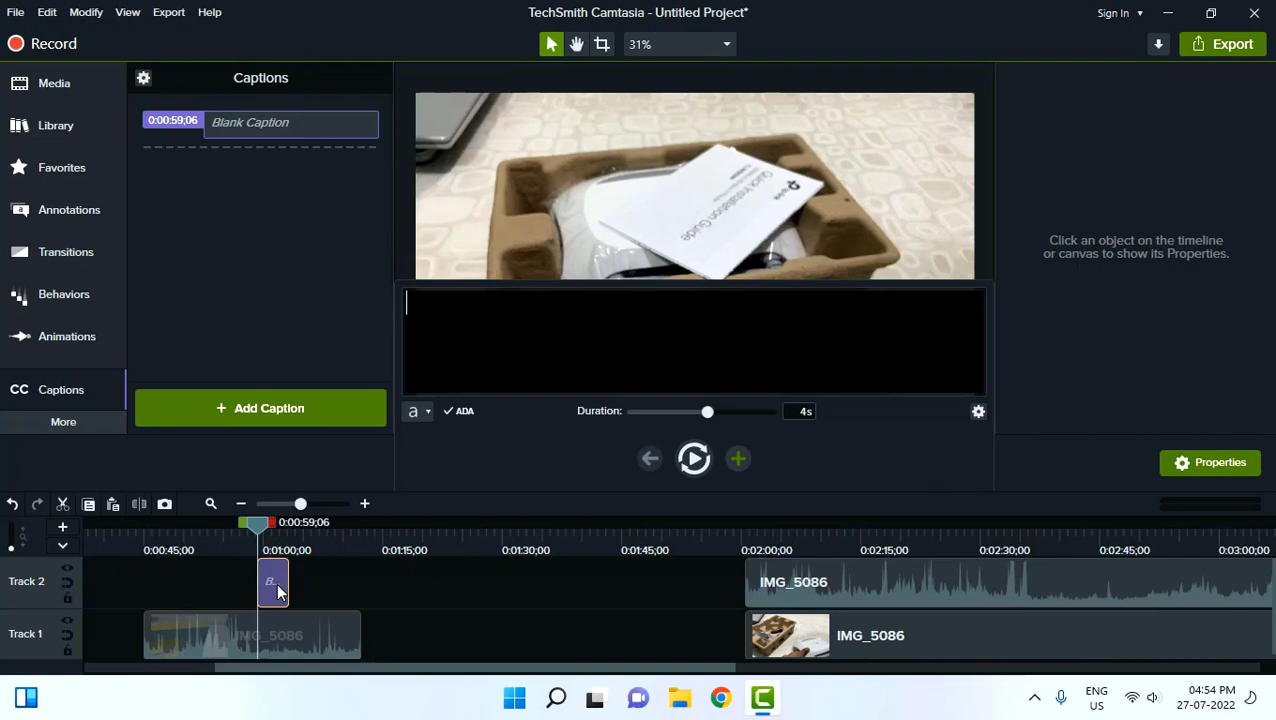 File Edit Modify View Export Help TechSmith Camtasia - Untitled Project* Sign In
Record 31% Export
Media
Library
Favorites
Annotations
Transitions
Behaviors
Animations
CC Captions
More
Captions
0:00:59;06 Blank Caption
+ Add Caption
Quick Installation Guide
tp-link
Click an object on the timeline
or canvas to show its Properties.
a ADA Duration: 4s
Properties
0:00:59;06
0:00:45;00 0:01:00;00 0:01:15;00 0:01:30;00 0:01:45;00 0:02:00;00 0:02:15;00 0:02:30;00 0:02:45;00 0:03:00;00
Track 2 B... IMG_5086
Track 1 IMG_5086 IMG_5086
ENG
US
04:54 PM
27-07-2022